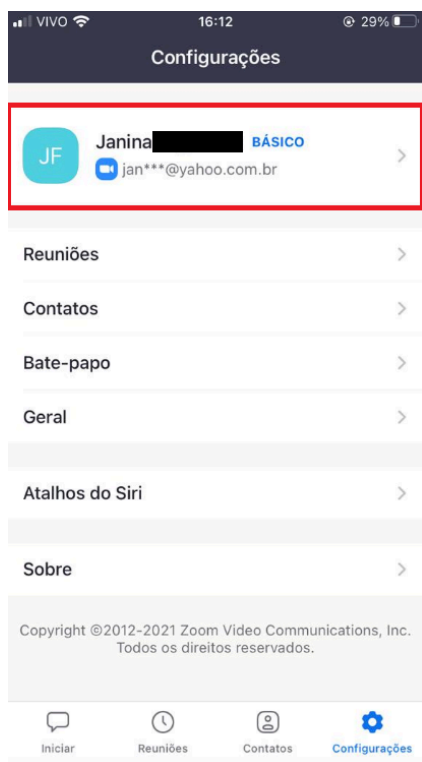 VIVO 16:12 29%
Configurações
JF
Janina BÁSICO
jan***@yahoo.com.br
Reuniões
Contatos
Bate-papo
Geral
Atalhos do Siri
Sobre
Copyright ©2012-2021 Zoom Video Communications, Inc.
Todos os direitos reservados.
Iniciar Reuniões Contatos Configurações